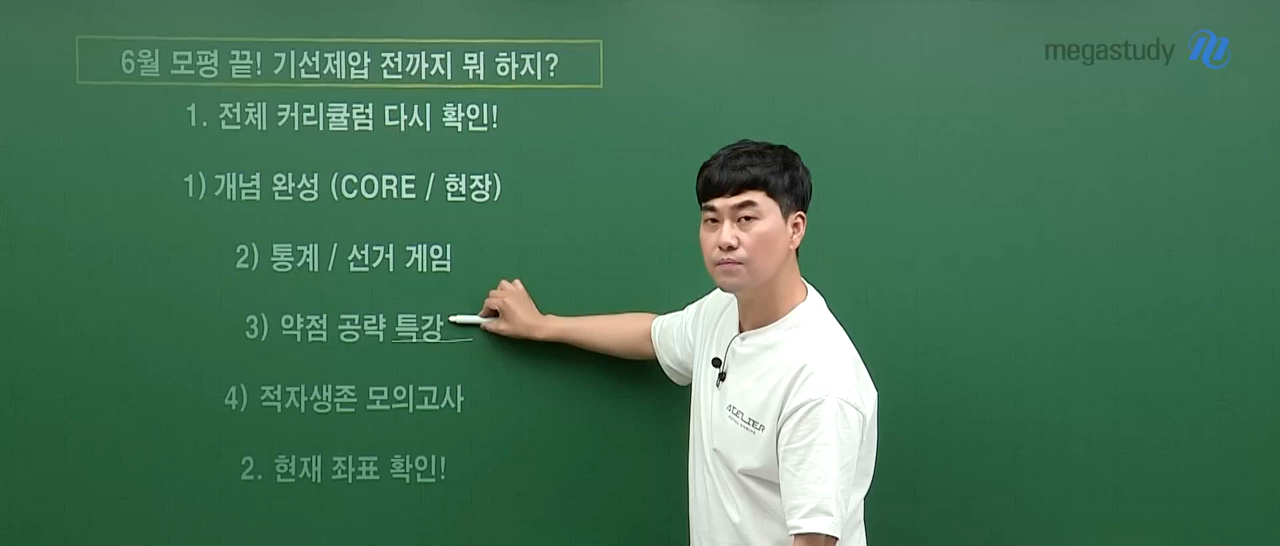 6월 모평 끝! 기선제압 전까지 뭐 하지?
megastudy
1. 전체 커리큘럼 다시 확인!
1) 개념 완성 (CORE / 현장)
2) 통계 / 선거 게임
3) 약점 공략 특강
4) 적자생존 모의고사
2. 현재 좌표 확인!
ATELIER